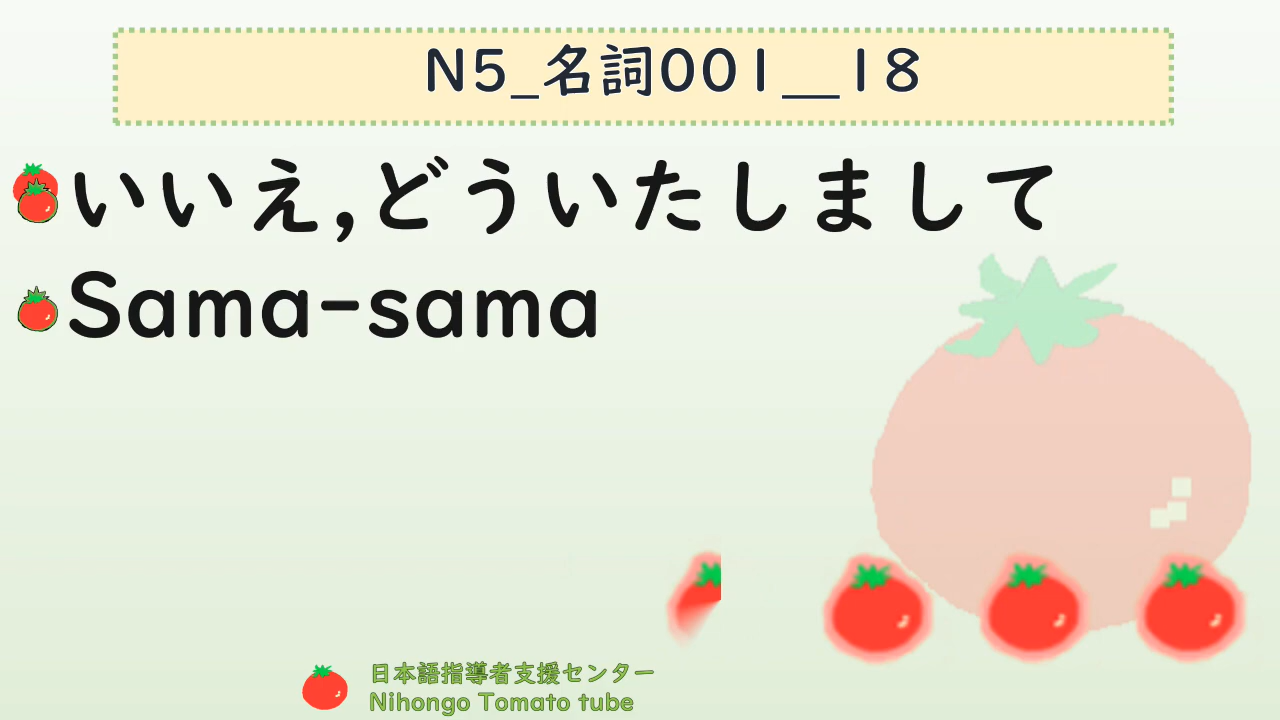 N5_名詞001__18
いいえ,どういたしまして
Sama-sama
日本語指導者支援センター
Nihongo Tomato tube